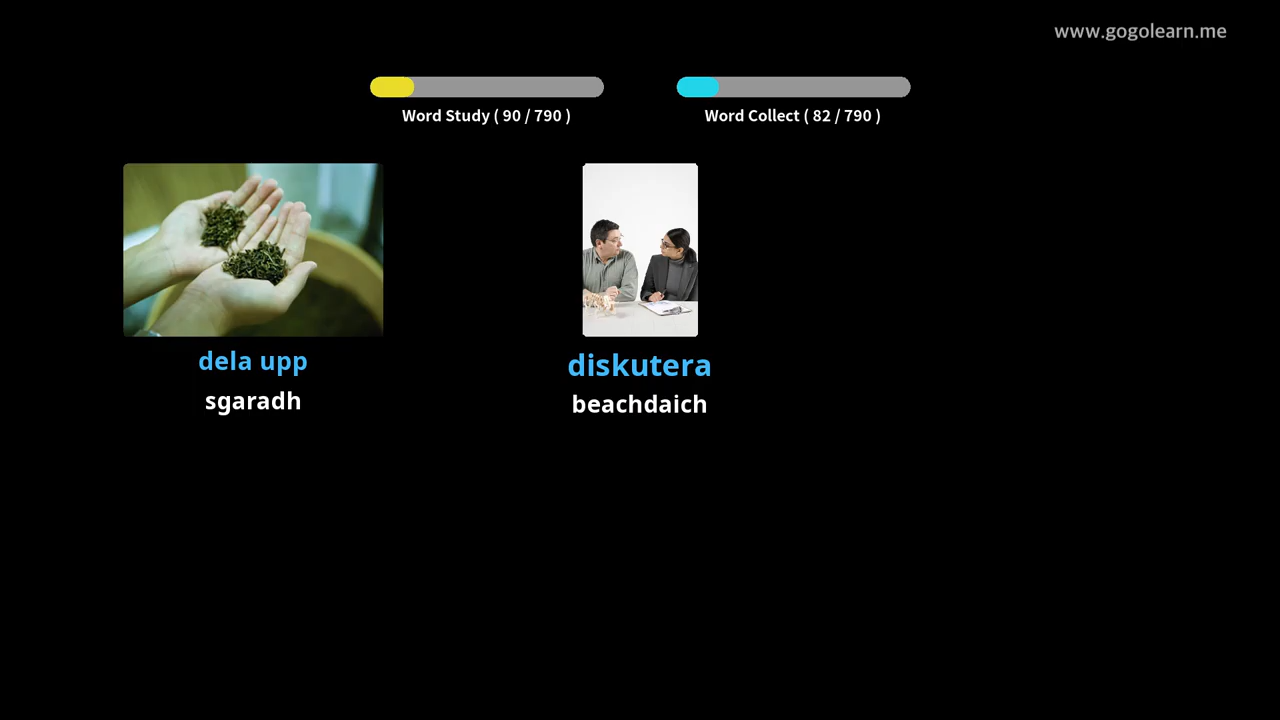 www.gogolearn.me
Word Study ( 90 / 790 )
Word Collect ( 82 / 790 )
dela upp
sgaradh
diskutera
beachdaich